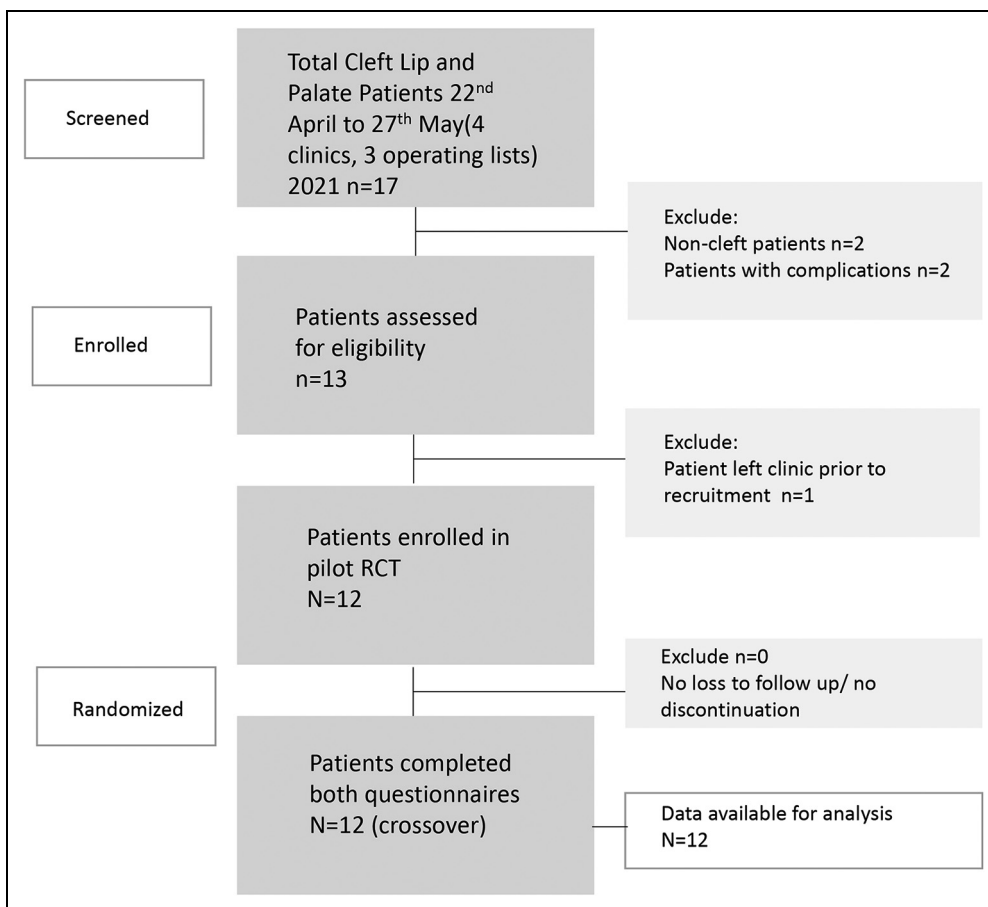 Screened
Total Cleft Lip and
Palate Patients 22nd
April to 27th May(4
clinics, 3 operating lists)
2021 n=17
Exclude:
Non-cleft patients n=2
Patients with complications n=2
Enrolled
Patients assessed
for eligibility
n=13
Exclude:
Patient left clinic prior to
recruitment n=1
Patients enrolled in
pilot RCT
N=12
Exclude n=0
No loss to follow up/ no
discontinuation
Randomized
Patients completed
both questionnaires
N=12 (crossover)
Data available for analysis
N=12